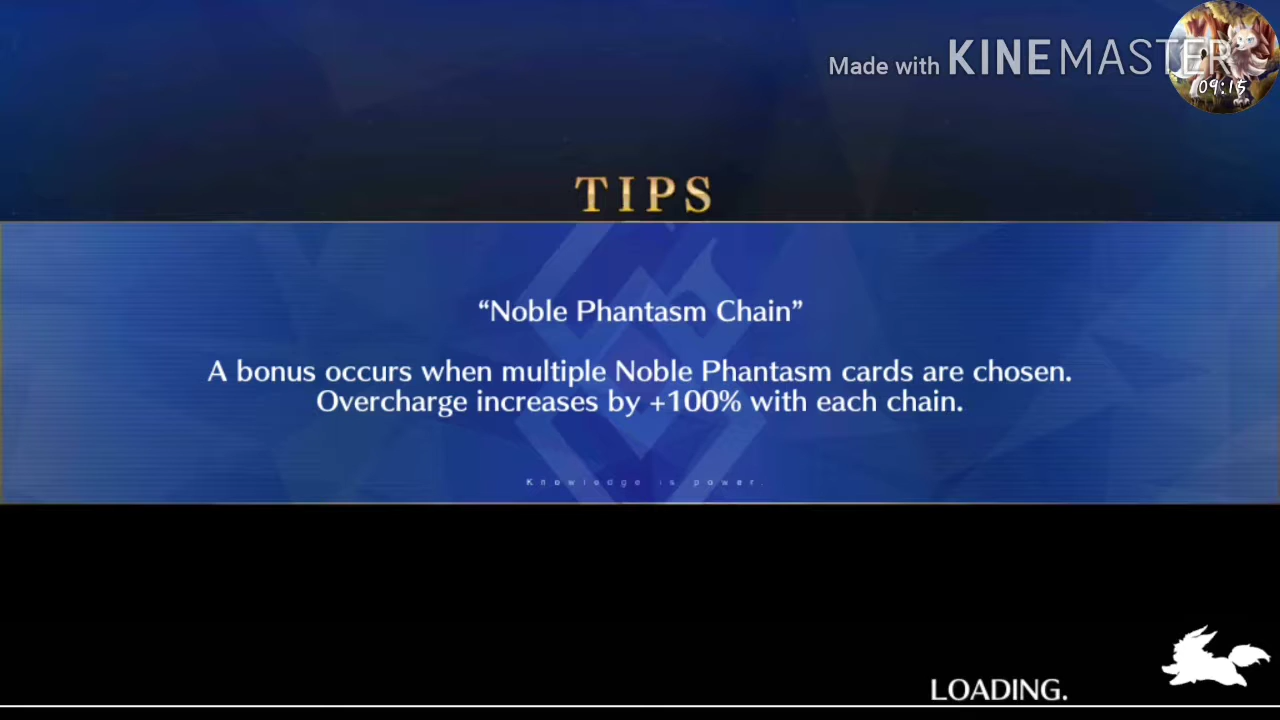 Made with KINEMASTER
09:15
TIPS
“Noble Phantasm Chain”
A bonus occurs when multiple Noble Phantasm cards are chosen.
Overcharge increases by +100% with each chain.
Knowledge is power.
LOADING.